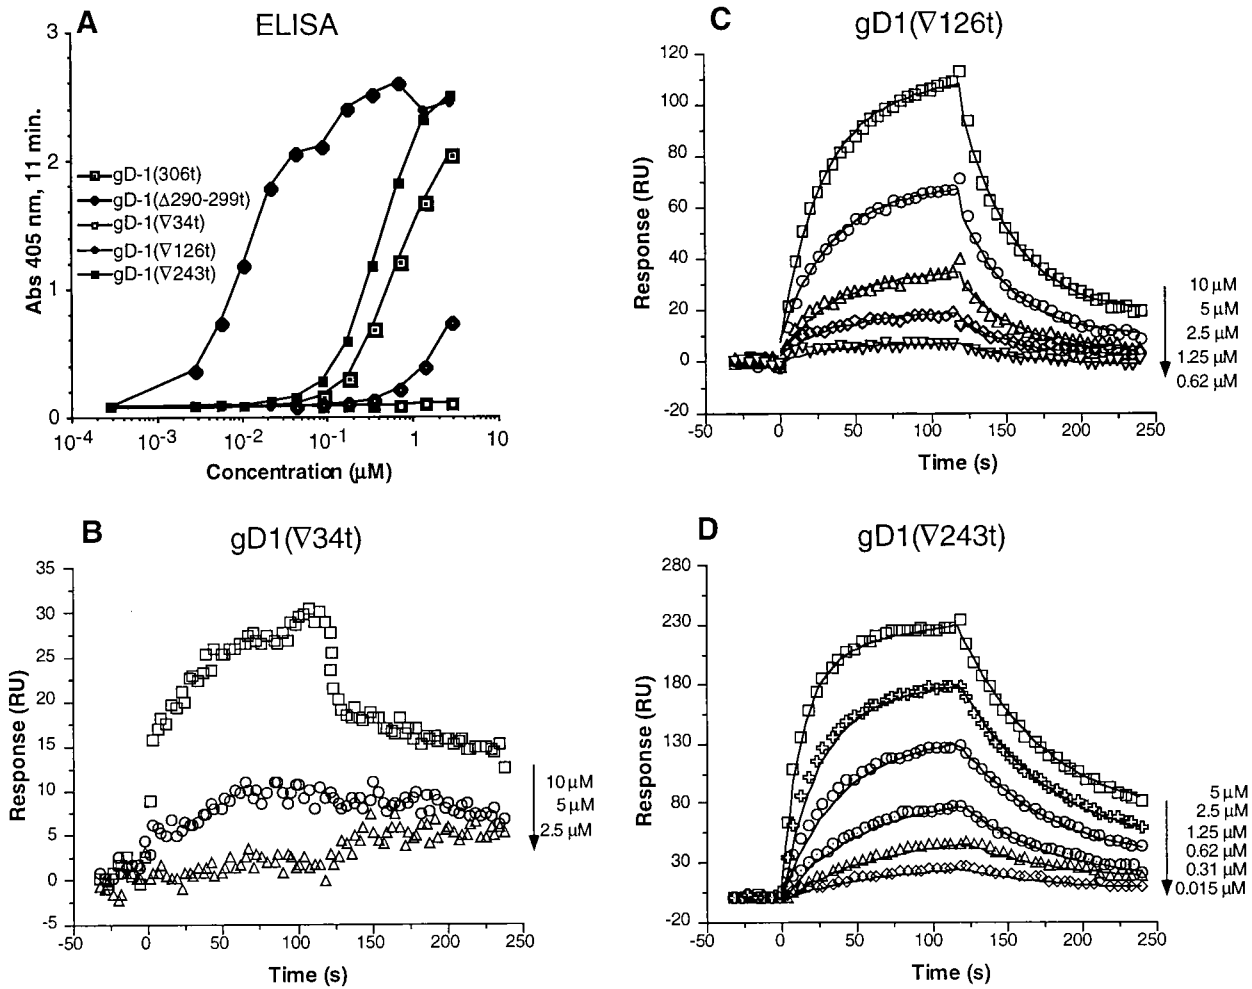 A
ELISA
3
2
1
0
Abs 405 nm, 11 min.
gD-1(306t)
gD-1(Δ290-299t)
gD-1(∇34t)
gD-1(∇126t)
gD-1(∇243t)
10-4 10-3 10-2 10-1 1 10
Concentration (µM)
B
gD1(∇34t)
35
30
25
20
15
10
5
0
-5
Response (RU)
10 µM
5 µM
2.5 µM
-50 0 50 100 150 200 250
Time (s)
C
gD1(∇126t)
120
100
80
60
40
20
0
-20
Response (RU)
10 µM
5 µM
2.5 µM
1.25 µM
0.62 µM
-50 0 50 100 150 200 250
Time (s)
D
gD1(∇243t)
280
230
180
130
80
30
-20
Response (RU)
5 µM
2.5 µM
1.25 µM
0.62 µM
0.31 µM
0.015 µM
-50 0 50 100 150 200 250
Time (s)